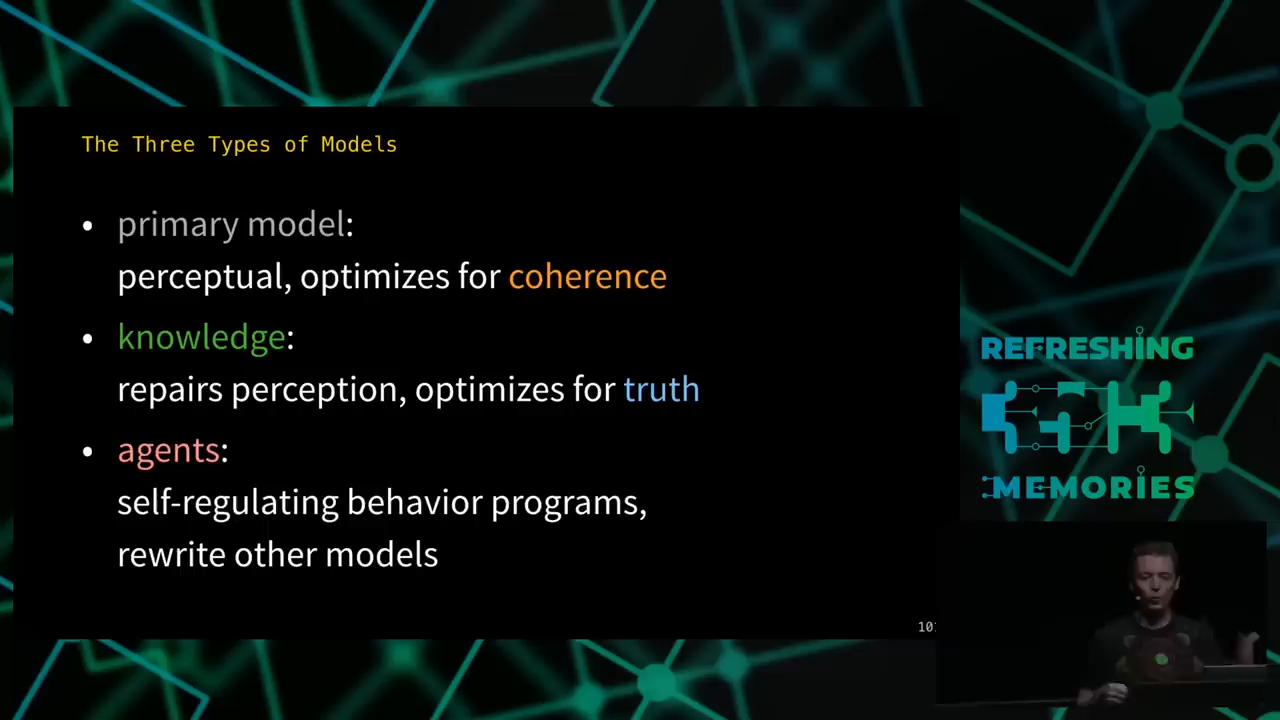 The Three Types of Models
• primary model:
perceptual, optimizes for coherence
• knowledge:
repairs perception, optimizes for truth
• agents:
self-regulating behavior programs,
rewrite other models
REFRESHING
MEMORIES